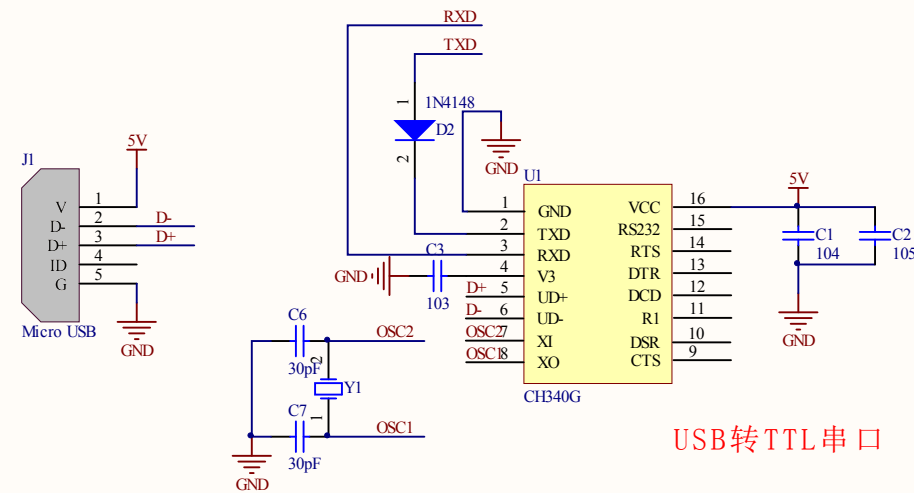 RXD
TXD
1
1N4148
D2
2
GND
J1
5V
V 1
D- 2 D-
D+ 3 D+
ID 4
G 5
Micro USB
GND
U1
1 GND
2 TXD
3 RXD
4 V3
D+ 5 UD+
D- 6 UD-
OSC2 7 XI
OSC1 8 XO
VCC 16
RS232 15
RTS 14
DTR 13
DCD 12
R1 11
DSR 10
CTS 9
CH340G
GND
C3
103
5V
C1
104
C2
105
GND
C6
30pF
OSC2
2
Y1
1
C7
30pF
OSC1
GND
USB转TTL串口